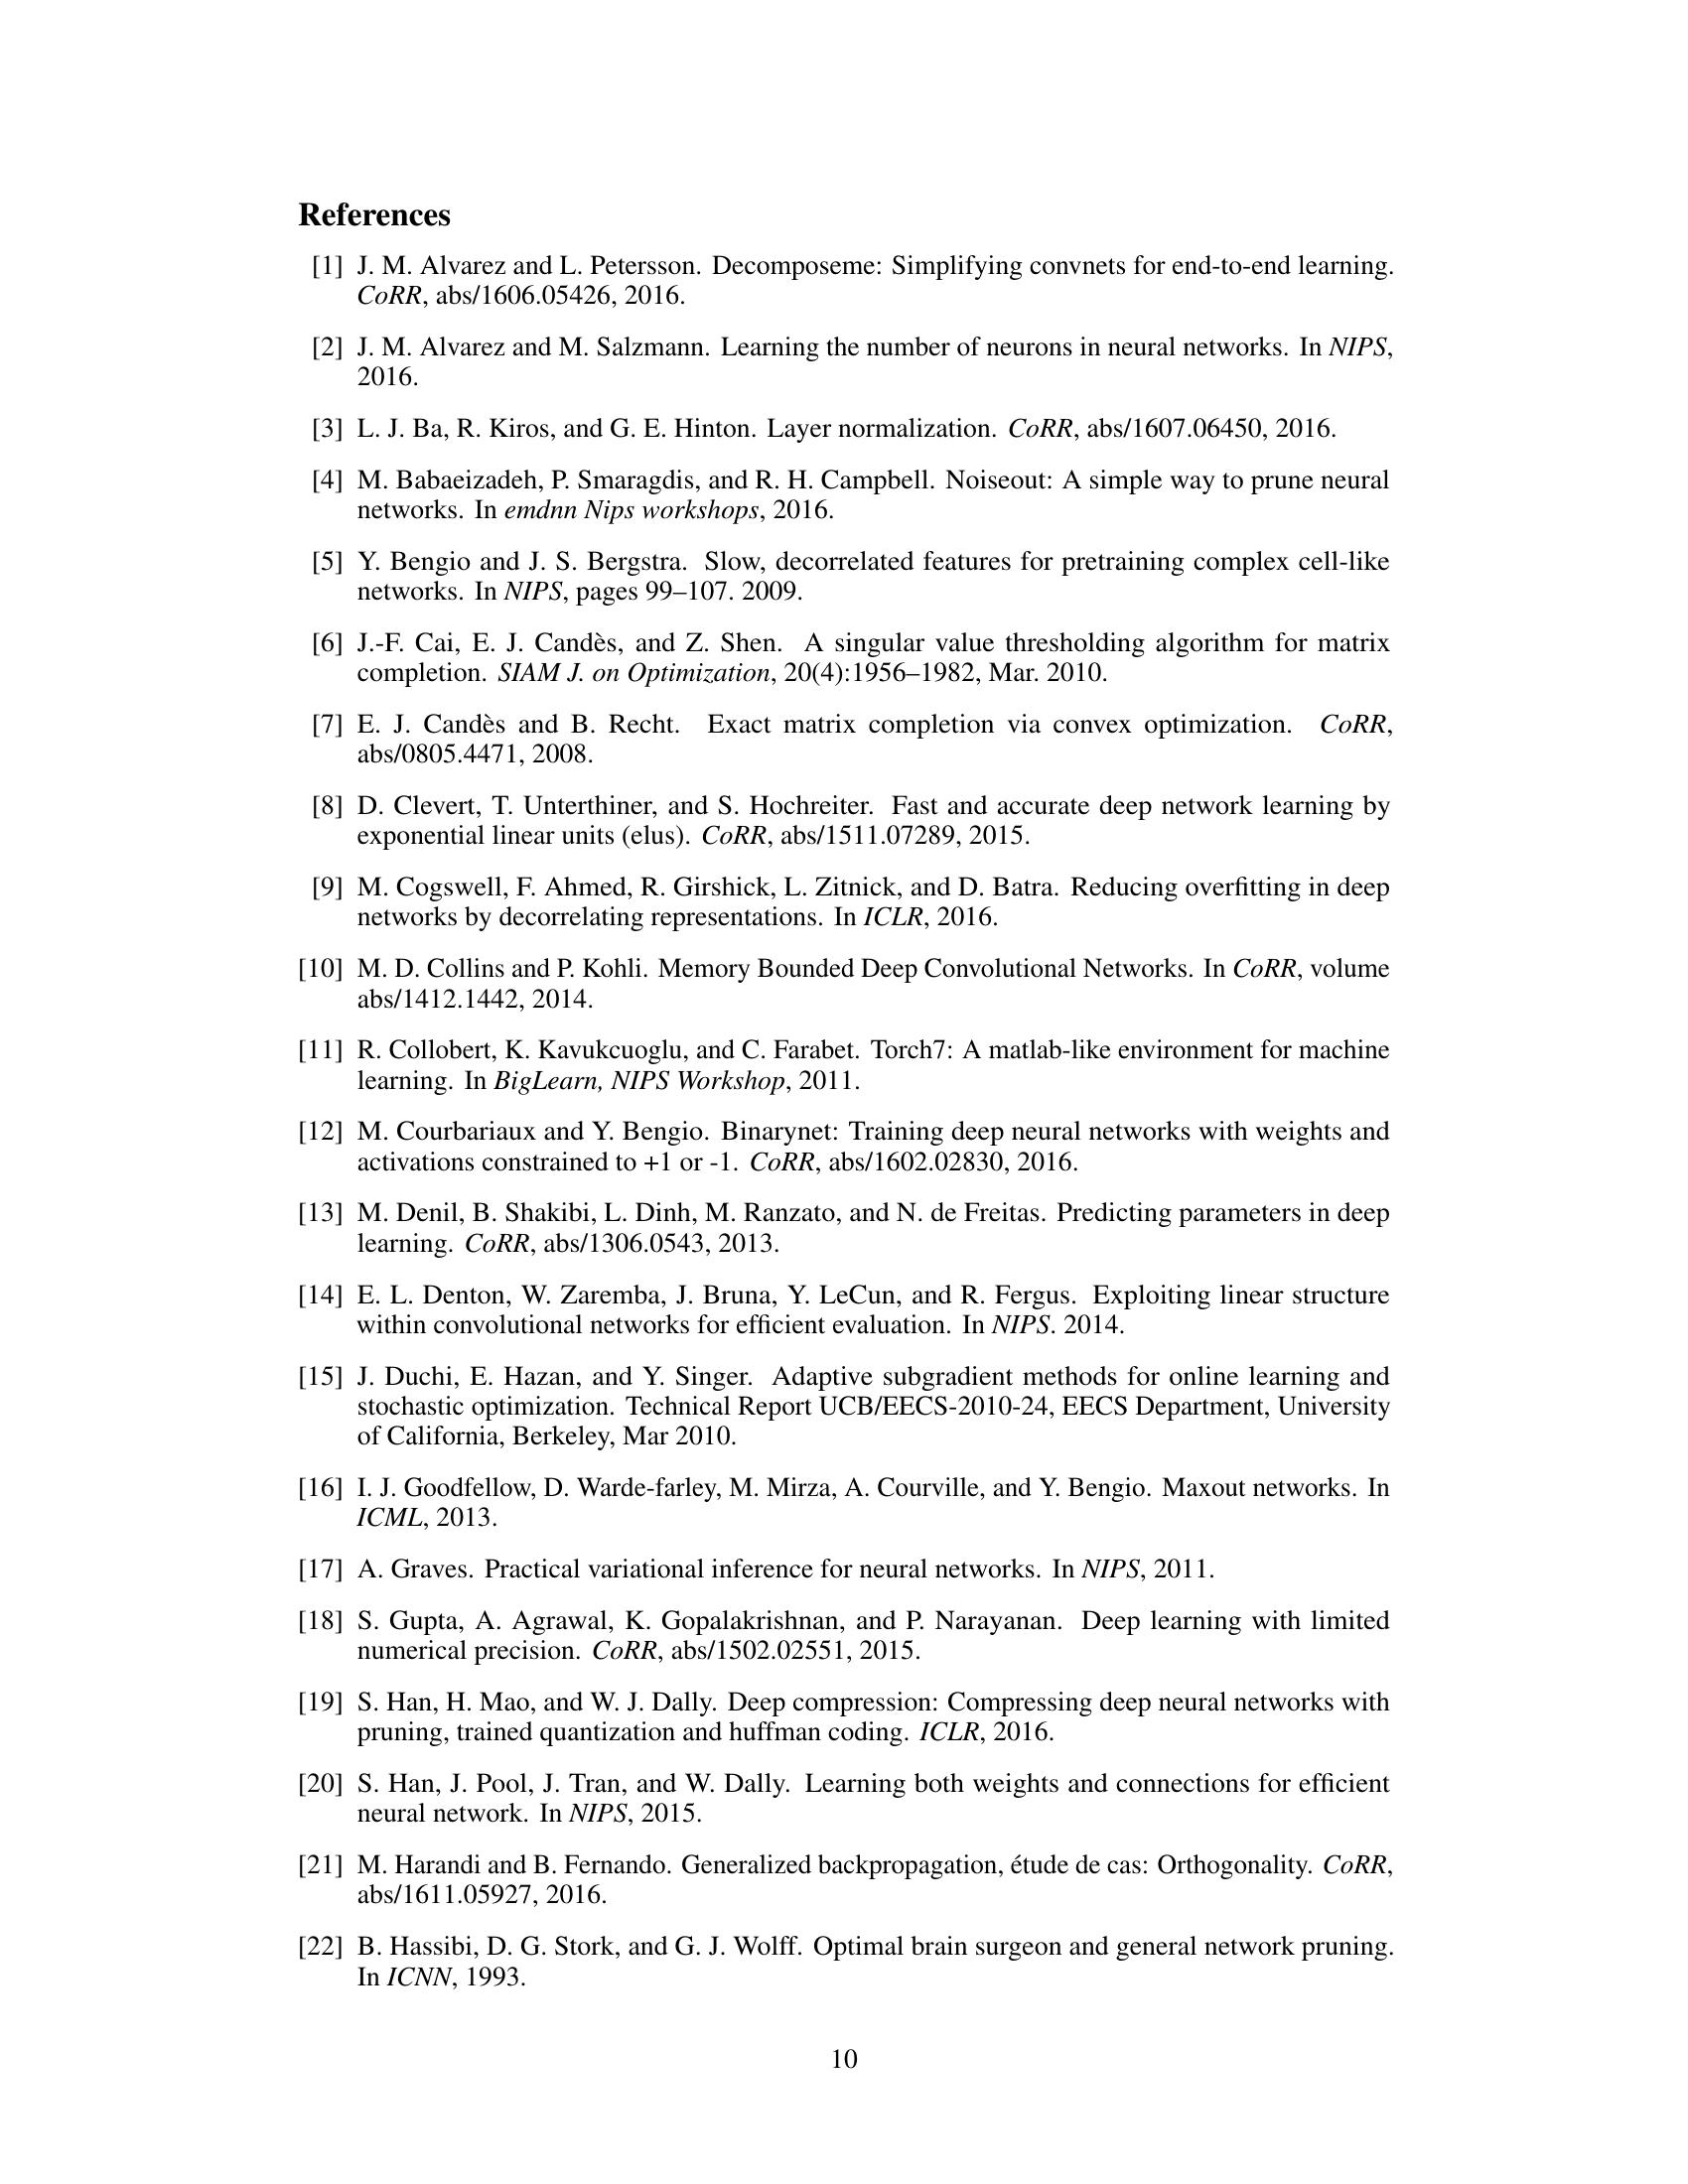 References
[1] J. M. Alvarez and L. Petersson. Decomposeme: Simplifying convnets for end-to-end learning.
CoRR, abs/1606.05426, 2016.
[2] J. M. Alvarez and M. Salzmann. Learning the number of neurons in neural networks. In NIPS,
2016.
[3] L. J. Ba, R. Kiros, and G. E. Hinton. Layer normalization. CoRR, abs/1607.06450, 2016.
[4] M. Babaeizadeh, P. Smaragdis, and R. H. Campbell. Noiseout: A simple way to prune neural
networks. In emdnn Nips workshops, 2016.
[5] Y. Bengio and J. S. Bergstra. Slow, decorrelated features for pretraining complex cell-like
networks. In NIPS, pages 99–107. 2009.
[6] J.-F. Cai, E. J. Candès, and Z. Shen. A singular value thresholding algorithm for matrix
completion. SIAM J. on Optimization, 20(4):1956–1982, Mar. 2010.
[7] E. J. Candès and B. Recht. Exact matrix completion via convex optimization. CoRR,
abs/0805.4471, 2008.
[8] D. Clevert, T. Unterthiner, and S. Hochreiter. Fast and accurate deep network learning by
exponential linear units (elus). CoRR, abs/1511.07289, 2015.
[9] M. Cogswell, F. Ahmed, R. Girshick, L. Zitnick, and D. Batra. Reducing overfitting in deep
networks by decorrelating representations. In ICLR, 2016.
[10] M. D. Collins and P. Kohli. Memory Bounded Deep Convolutional Networks. In CoRR, volume
abs/1412.1442, 2014.
[11] R. Collobert, K. Kavukcuoglu, and C. Farabet. Torch7: A matlab-like environment for machine
learning. In BigLearn, NIPS Workshop, 2011.
[12] M. Courbariaux and Y. Bengio. Binarynet: Training deep neural networks with weights and
activations constrained to +1 or -1. CoRR, abs/1602.02830, 2016.
[13] M. Denil, B. Shakibi, L. Dinh, M. Ranzato, and N. de Freitas. Predicting parameters in deep
learning. CoRR, abs/1306.0543, 2013.
[14] E. L. Denton, W. Zaremba, J. Bruna, Y. LeCun, and R. Fergus. Exploiting linear structure
within convolutional networks for efficient evaluation. In NIPS. 2014.
[15] J. Duchi, E. Hazan, and Y. Singer. Adaptive subgradient methods for online learning and
stochastic optimization. Technical Report UCB/EECS-2010-24, EECS Department, University
of California, Berkeley, Mar 2010.
[16] I. J. Goodfellow, D. Warde-farley, M. Mirza, A. Courville, and Y. Bengio. Maxout networks. In
ICML, 2013.
[17] A. Graves. Practical variational inference for neural networks. In NIPS, 2011.
[18] S. Gupta, A. Agrawal, K. Gopalakrishnan, and P. Narayanan. Deep learning with limited
numerical precision. CoRR, abs/1502.02551, 2015.
[19] S. Han, H. Mao, and W. J. Dally. Deep compression: Compressing deep neural networks with
pruning, trained quantization and huffman coding. ICLR, 2016.
[20] S. Han, J. Pool, J. Tran, and W. Dally. Learning both weights and connections for efficient
neural network. In NIPS, 2015.
[21] M. Harandi and B. Fernando. Generalized backpropagation, étude de cas: Orthogonality. CoRR,
abs/1611.05927, 2016.
[22] B. Hassibi, D. G. Stork, and G. J. Wolff. Optimal brain surgeon and general network pruning.
In ICNN, 1993.
10